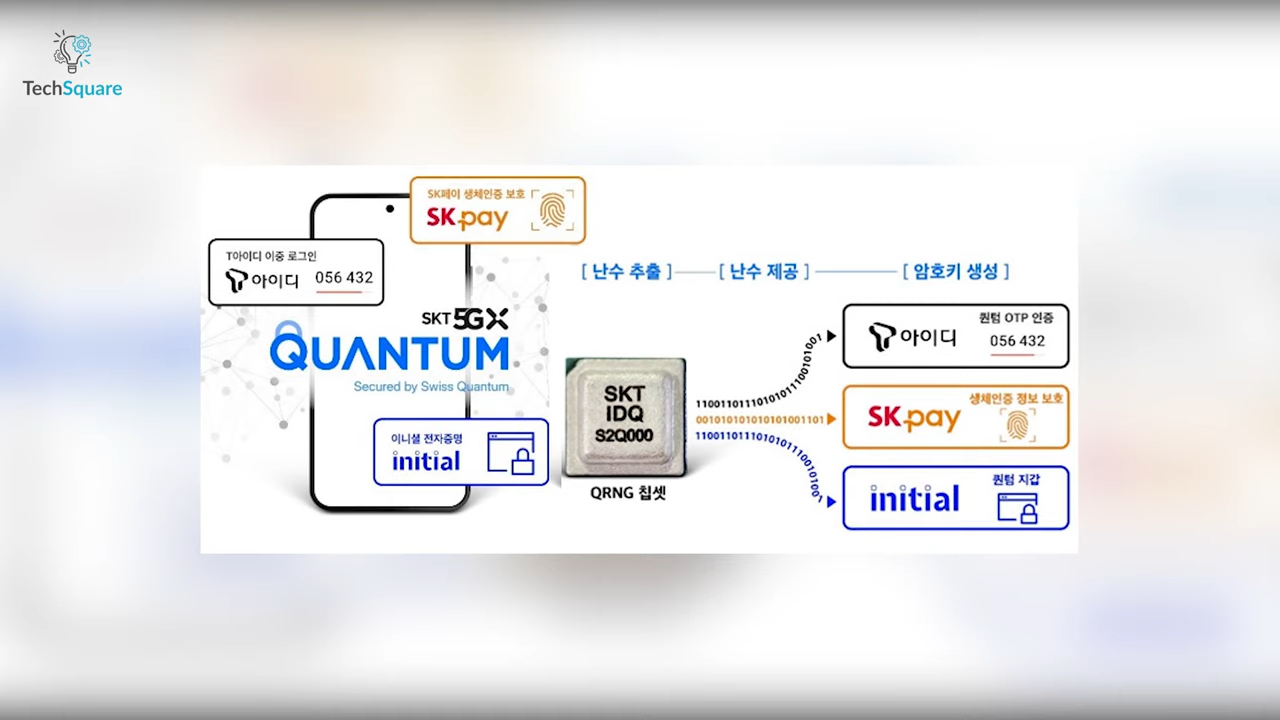 TechSquare
SK페이 생체인증 보호
SK pay
T아이디 이중 로그인
아이디 056 432
SKT 5GX
QUANTUM
Secured by Swiss Quantum
이니셜 전자증명
initial
[ 난수 추출 ] [ 난수 제공 ] [ 암호키 생성 ]
SKT
IDQ
S2Q000
QRNG 칩셋
11001101110101011100101001
00101010101010101001101
11001101110101011100101001
퀀텀 OTP 인증
아이디 056 432
생체인증 정보 보호
SK pay
퀀텀 지갑
initial